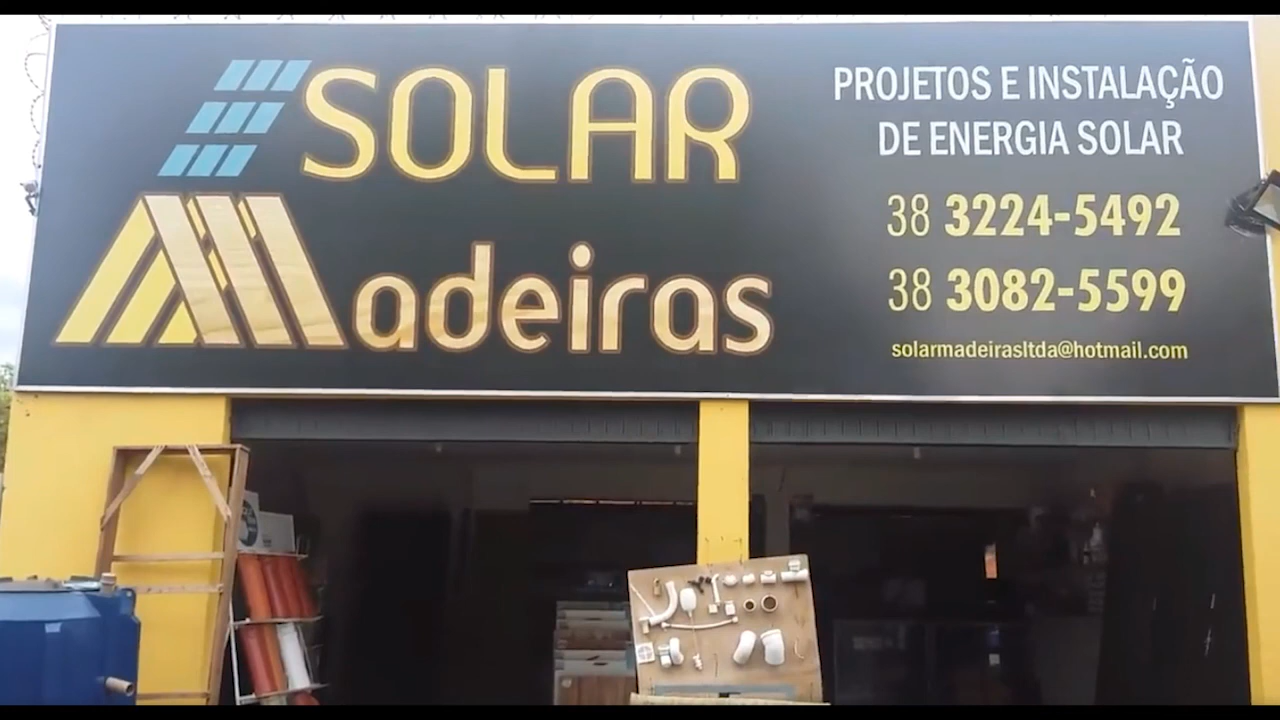 SOLAR
Madeiras
PROJETOS E INSTALAÇÃO
DE ENERGIA SOLAR
38 3224-5492
38 3082-5599
solarmadeirasltda@hotmail.com